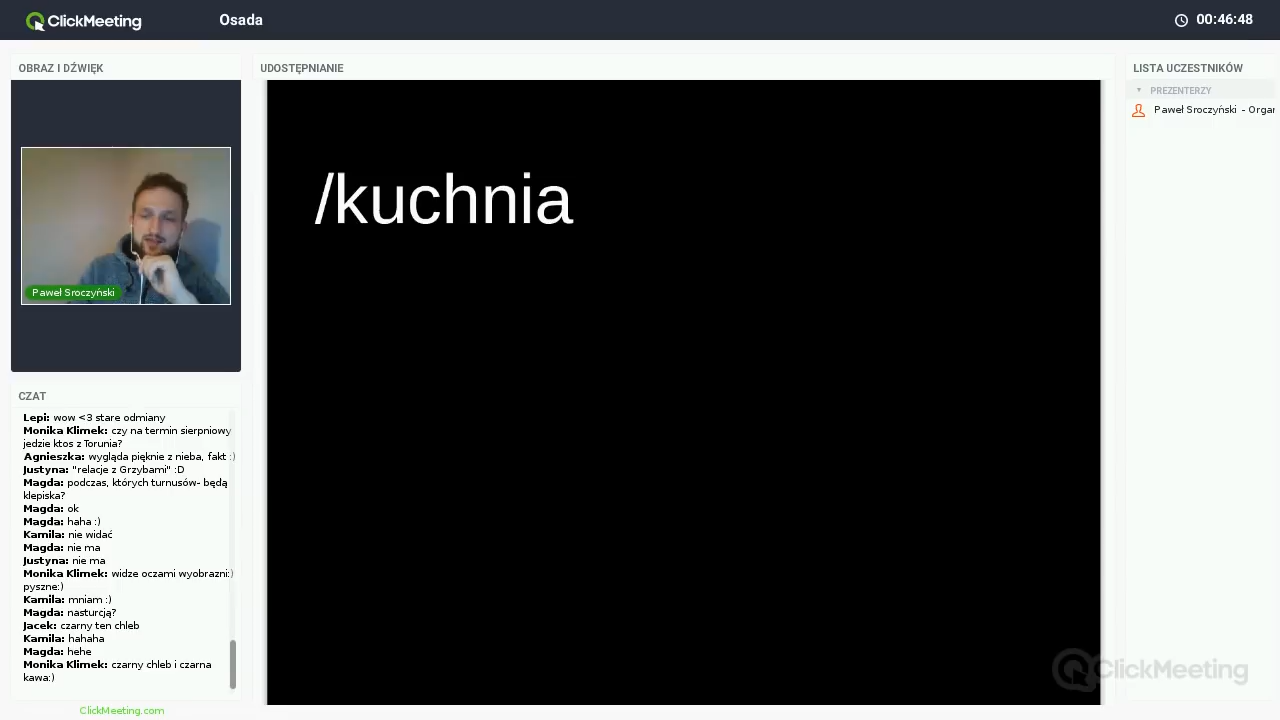 ClickMeeting
Osada
00:46:48
OBRAZ I DŹWIĘK
Paweł Sroczyński
CZAT
Lepi: wow <3 stare odmiany
Monika Klimek: czy na termin sierpniowy
jedzie ktos z Torunia?
Agnieszka: wygląda pięknie z nieba, fakt :)
Justyna: "relacje z Grzybami" :D
Magda: podczas, których turnusów- będą
klepiska?
Magda: ok
Magda: haha :)
Kamila: nie widać
Magda: nie ma
Justyna: nie ma
Monika Klimek: widze oczami wyobrazni:)
pyszne:)
Kamila: mniam :)
Magda: nasturcją?
Jacek: czarny ten chleb
Kamila: hahaha
Magda: hehe
Monika Klimek: czarny chleb i czarna
kawa:)
ClickMeeting.com
UDOSTĘPNIANIE
/kuchnia
LISTA UCZESTNIKÓW
PREZENTERZY
Paweł Sroczyński - Organ
ClickMeeting